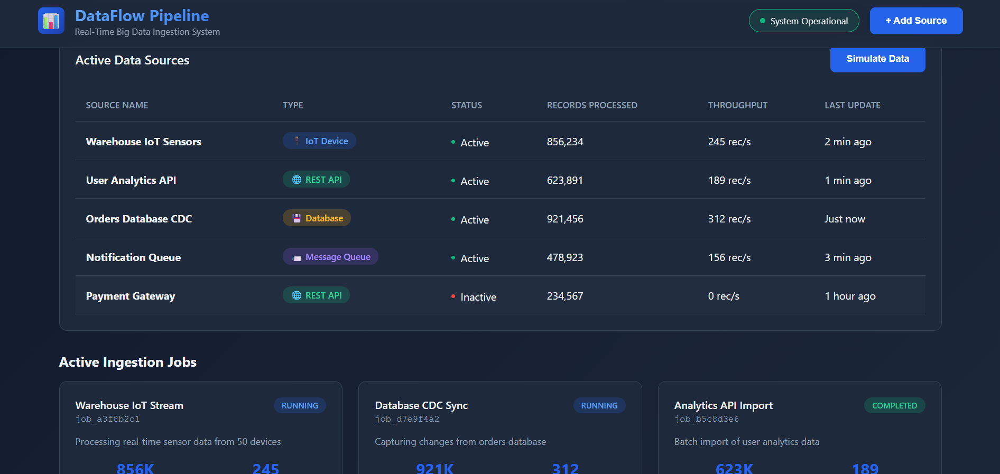 DataFlow Pipeline
Real-Time Big Data Ingestion System
System Operational
+ Add Source
Active Data Sources
Simulate Data
SOURCE NAME TYPE STATUS RECORDS PROCESSED THROUGHPUT LAST UPDATE
Warehouse IoT Sensors IoT Device Active 856,234 245 rec/s 2 min ago
User Analytics API REST API Active 623,891 189 rec/s 1 min ago
Orders Database CDC Database Active 921,456 312 rec/s Just now
Notification Queue Message Queue Active 478,923 156 rec/s 3 min ago
Payment Gateway REST API Inactive 234,567 0 rec/s 1 hour ago
Active Ingestion Jobs
Warehouse IoT Stream RUNNING
job_a3f8b2c1
Processing real-time sensor data from 50 devices
856K 245
Database CDC Sync RUNNING
job_d7e9f4a2
Capturing changes from orders database
921K 312
Analytics API Import COMPLETED
job_b5c8d3e6
Batch import of user analytics data
623K 189